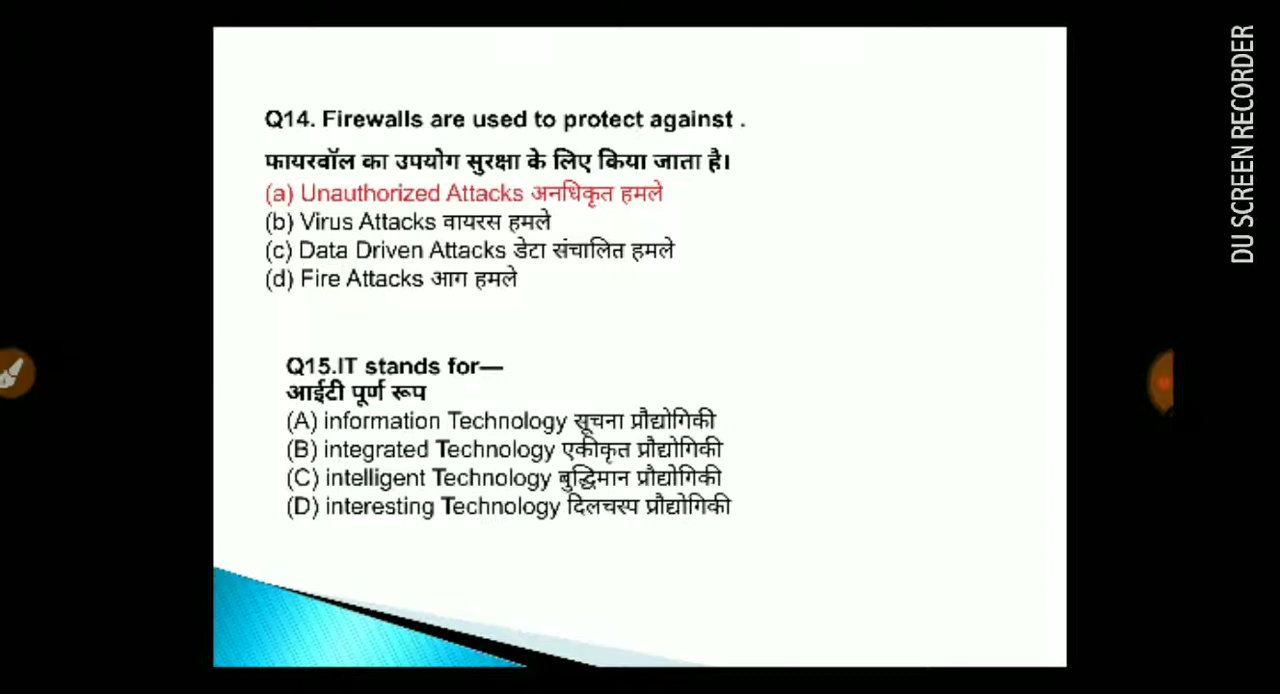 Q14. Firewalls are used to protect against .
फायरवॉल का उपयोग सुरक्षा के लिए किया जाता है।
(a) Unauthorized Attacks अनधिकृत हमले
(b) Virus Attacks वायरस हमले
(c) Data Driven Attacks डेटा संचालित हमले
(d) Fire Attacks आग हमले
Q15.IT stands for—
आईटी पूर्ण रूप
(A) information Technology सूचना प्रौद्योगिकी
(B) integrated Technology एकीकृत प्रौद्योगिकी
(C) intelligent Technology बुद्धिमान प्रौद्योगिकी
(D) interesting Technology दिलचस्प प्रौद्योगिकी
DU SCREEN RECORDER